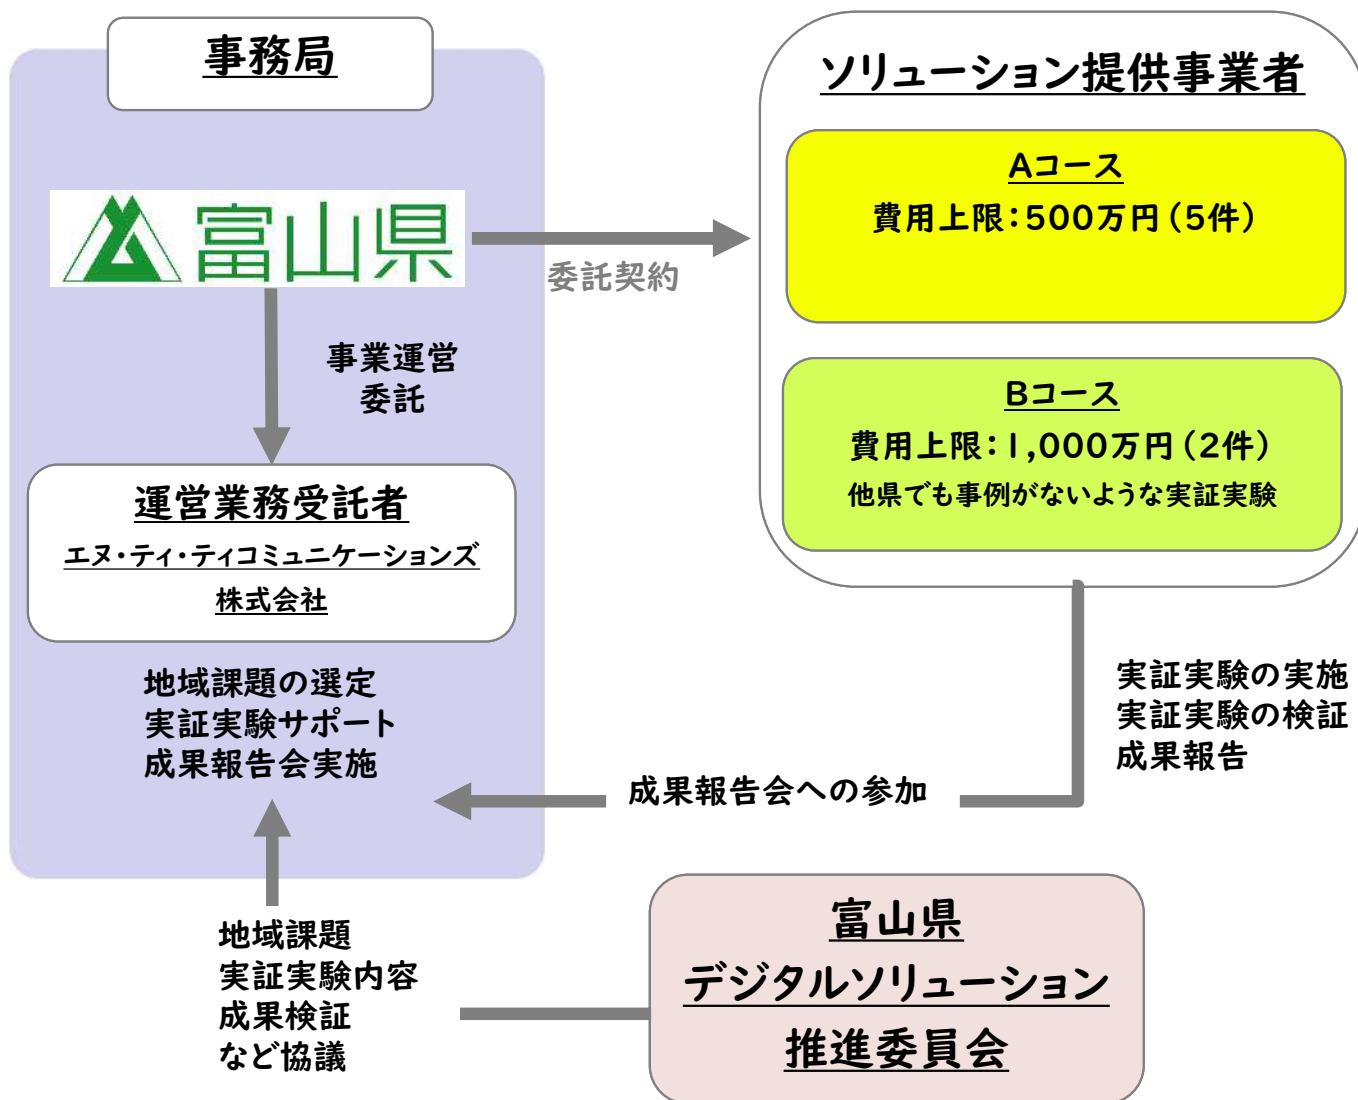 事務局
富山県
事業運営
委託
運営業務受託者
エヌ・ティ・ティコミュニケーションズ
株式会社
地域課題の選定
実証実験サポート
成果報告会実施
委託契約
ソリューション提供事業者
Aコース
費用上限：500万円（5件）
Bコース
費用上限：1,000万円（2件）
他県でも事例がないような実証実験
実証実験の実施
実証実験の検証
成果報告
成果報告会への参加
地域課題
実証実験内容
成果検証
など協議
富山県
デジタルソリューション
推進委員会